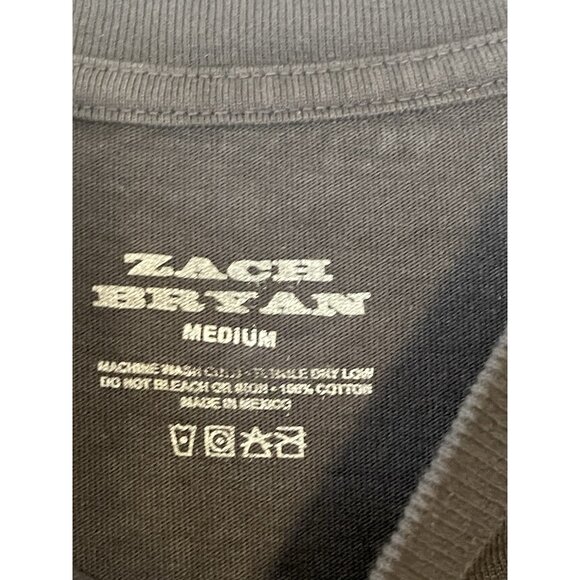 ZACH
BRYAN
MEDIUM
MACHINE WASH COLD - TUMBLE DRY LOW
DO NOT BLEACH OR IRON - 100% COTTON
MADE IN MEXICO